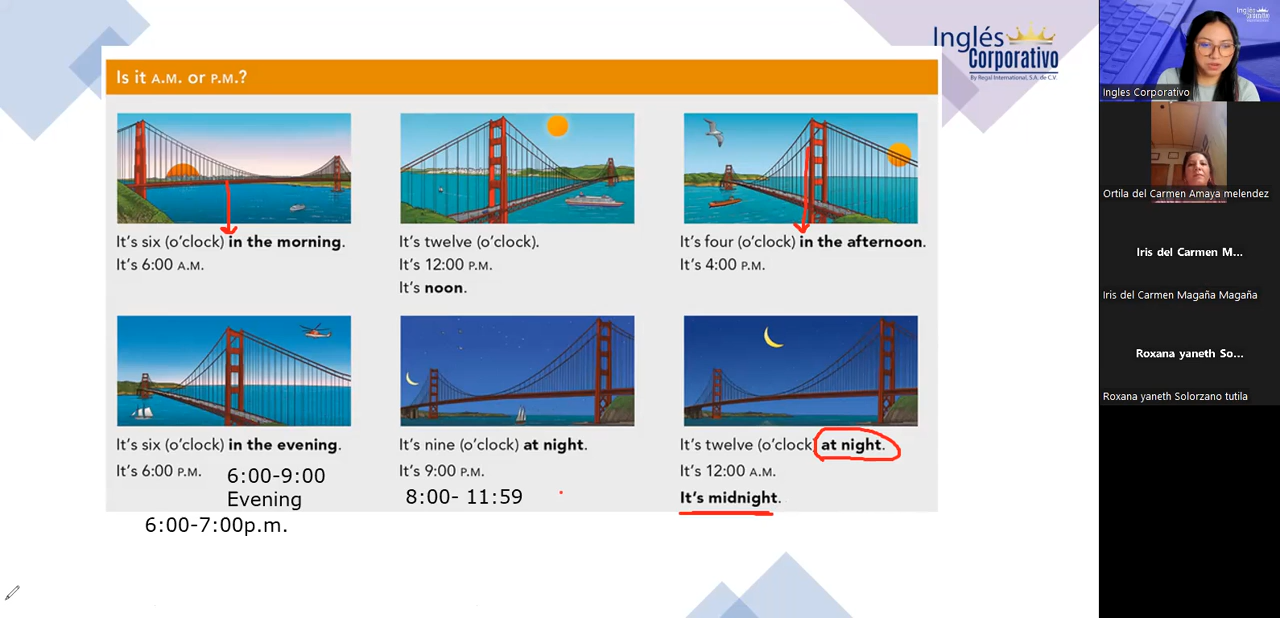 Inglés
Corporativo
By Regal International, S.A. de C.V.
Is it A.M. or P.M.?
It's six (o'clock) in the morning.
It's 6:00 A.M.
It's twelve (o'clock).
It's 12:00 P.M.
It's noon.
It's four (o'clock) in the afternoon.
It's 4:00 P.M.
It's six (o'clock) in the evening.
It's 6:00 P.M.
6:00-9:00
Evening
6:00-7:00p.m.
It's nine (o'clock) at night.
It's 9:00 P.M.
8:00- 11:59
It's twelve (o'clock) at night.
It's 12:00 A.M.
It's midnight.
Ingles Corporativo
Ortila del Carmen Amaya melendez
Iris del Carmen M...
Iris del Carmen Magaña Magaña
Roxana yaneth So...
Roxana yaneth Solorzano tutila